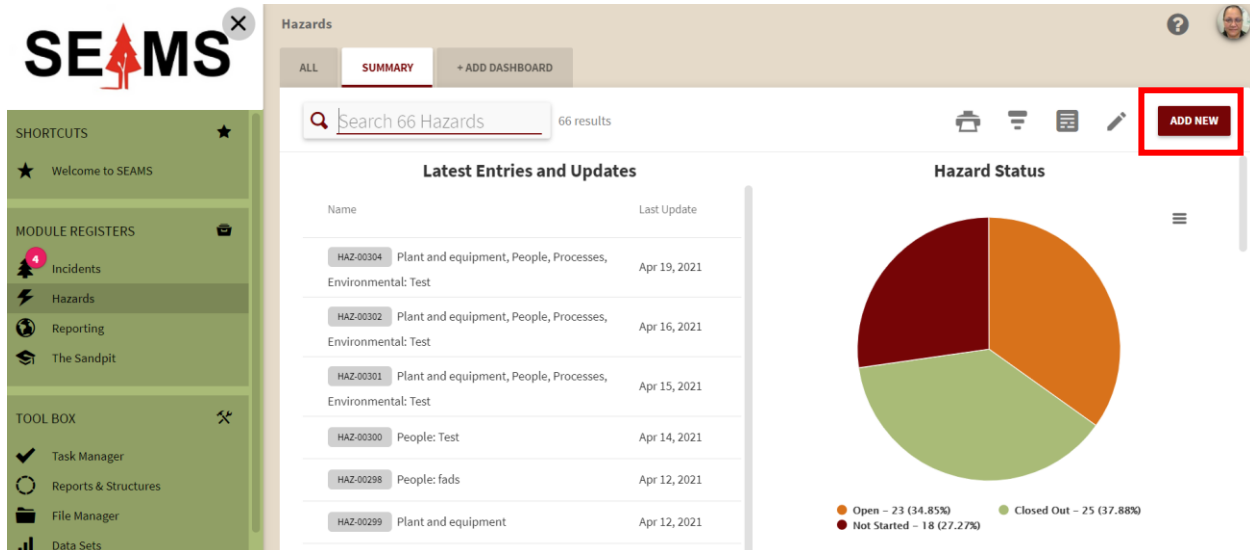 SEAMS
SHORTCUTS
Welcome to SEAMS
MODULE REGISTERS
4
Incidents
Hazards
Reporting
The Sandpit
TOOL BOX
Task Manager
Reports & Structures
File Manager
Data Sets
Hazards
ALL SUMMARY + ADD DASHBOARD
Search 66 Hazards 66 results
ADD NEW
Latest Entries and Updates
Name Last Update
HAZ-00304 Plant and equipment, People, Processes,
Environmental: Test
Apr 19, 2021
HAZ-00302 Plant and equipment, People, Processes,
Environmental: Test
Apr 16, 2021
HAZ-00301 Plant and equipment, People, Processes,
Environmental: Test
Apr 15, 2021
HAZ-00300 People: Test Apr 14, 2021
HAZ-00298 People: fads Apr 12, 2021
HAZ-00299 Plant and equipment Apr 12, 2021
Hazard Status
Open – 23 (34.85%) Closed Out – 25 (37.88%)
Not Started – 18 (27.27%)